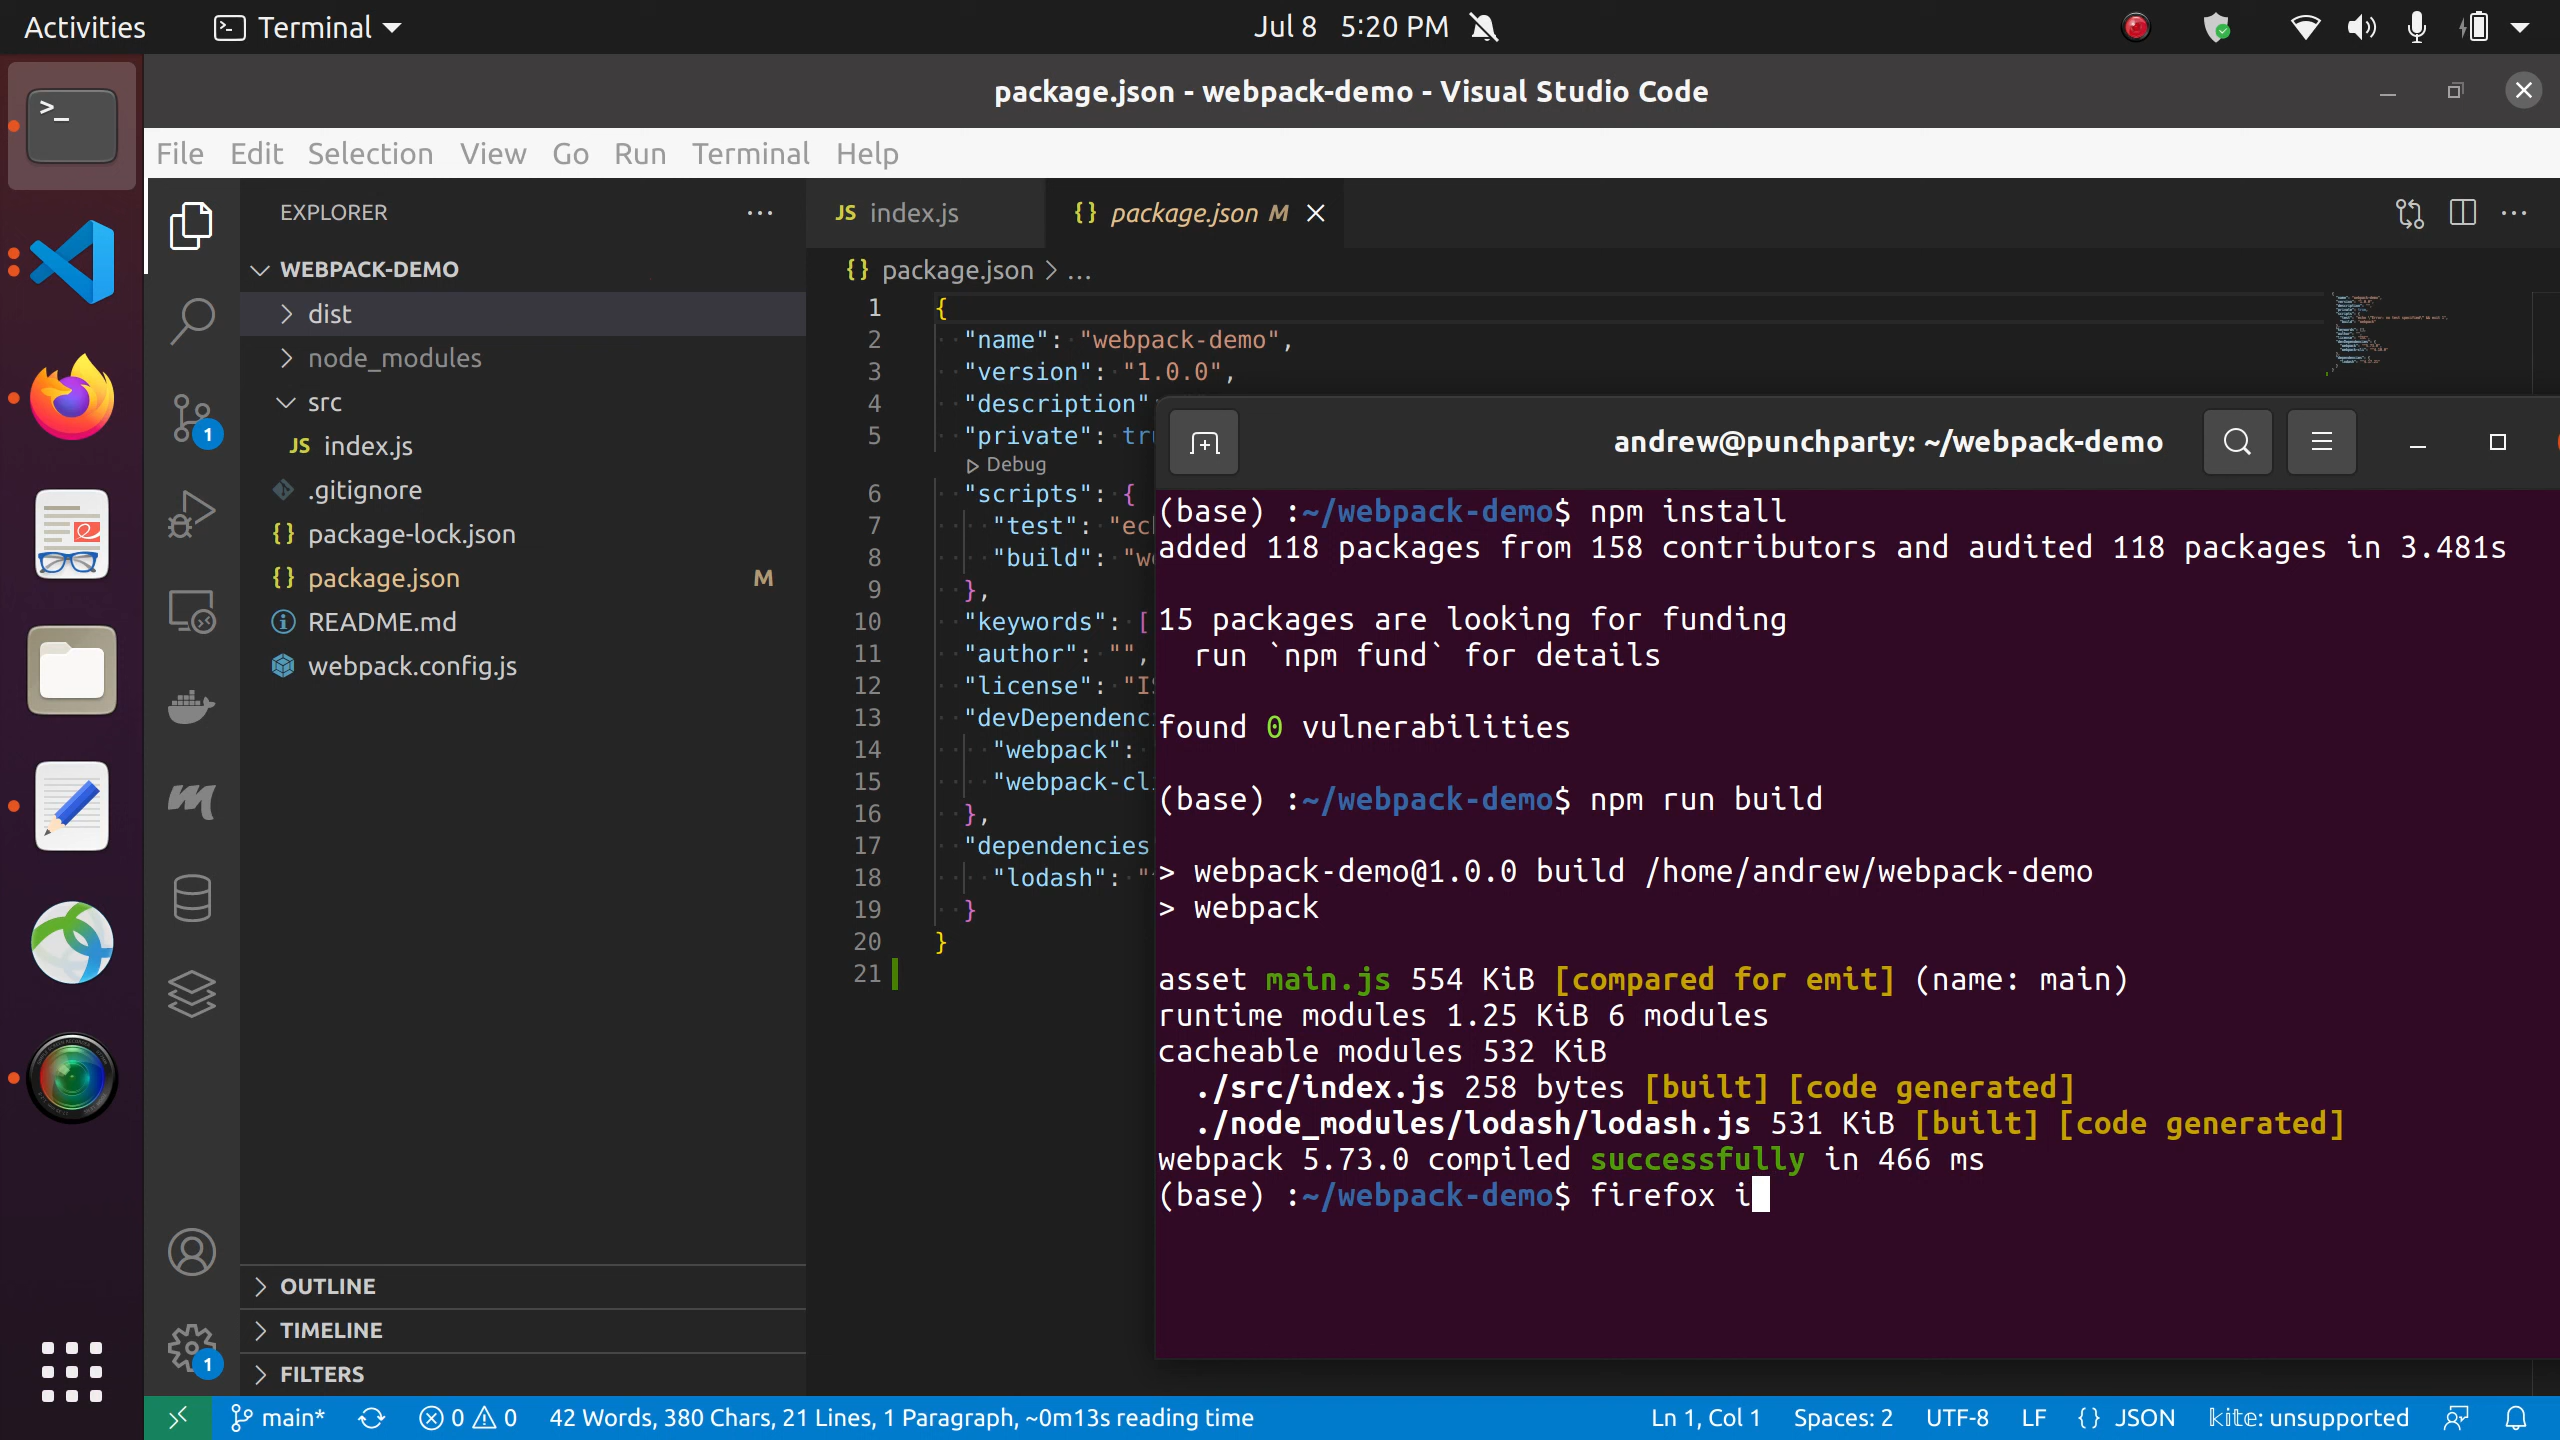 Activities
Terminal
Jul 8 5:20 PM
package.json - webpack-demo - Visual Studio Code
File Edit Selection View Go Run Terminal Help
EXPLORER
WEBPACK-DEMO
dist
node_modules
src
JS index.js
.gitignore
{} package-lock.json
{} package.json M
README.md
webpack.config.js
OUTLINE
TIMELINE
FILTERS
1
1
JS index.js
{} package.json M
{} package.json > ...
1 {
2 "name": "webpack-demo",
3 "version": "1.0.0",
4 "description"
5 "private": tru
Debug
6 "scripts": {
7 "test": "ec
8 "build": "w
9 },
10 "keywords": [
11 "author": "",
12 "license": "IS
13 "devDependenc
14 "webpack":
15 "webpack-cl
16 },
17 "dependencies
18 "lodash": "^
19 }
20 }
21
andrew@punchparty: ~/webpack-demo
(base) :~/webpack-demo$ npm install
added 118 packages from 158 contributors and audited 118 packages in 3.481s
15 packages are looking for funding
run `npm fund` for details
found 0 vulnerabilities
(base) :~/webpack-demo$ npm run build
> webpack-demo@1.0.0 build /home/andrew/webpack-demo
> webpack
asset main.js 554 KiB [compared for emit] (name: main)
runtime modules 1.25 KiB 6 modules
cacheable modules 532 KiB
./src/index.js 258 bytes [built] [code generated]
./node_modules/lodash/lodash.js 531 KiB [built] [code generated]
webpack 5.73.0 compiled successfully in 466 ms
(base) :~/webpack-demo$ firefox i
main* 0 0 42 Words, 380 Chars, 21 Lines, 1 Paragraph, ~0m13s reading time
Ln 1, Col 1 Spaces: 2 UTF-8 LF {} JSON kite: unsupported